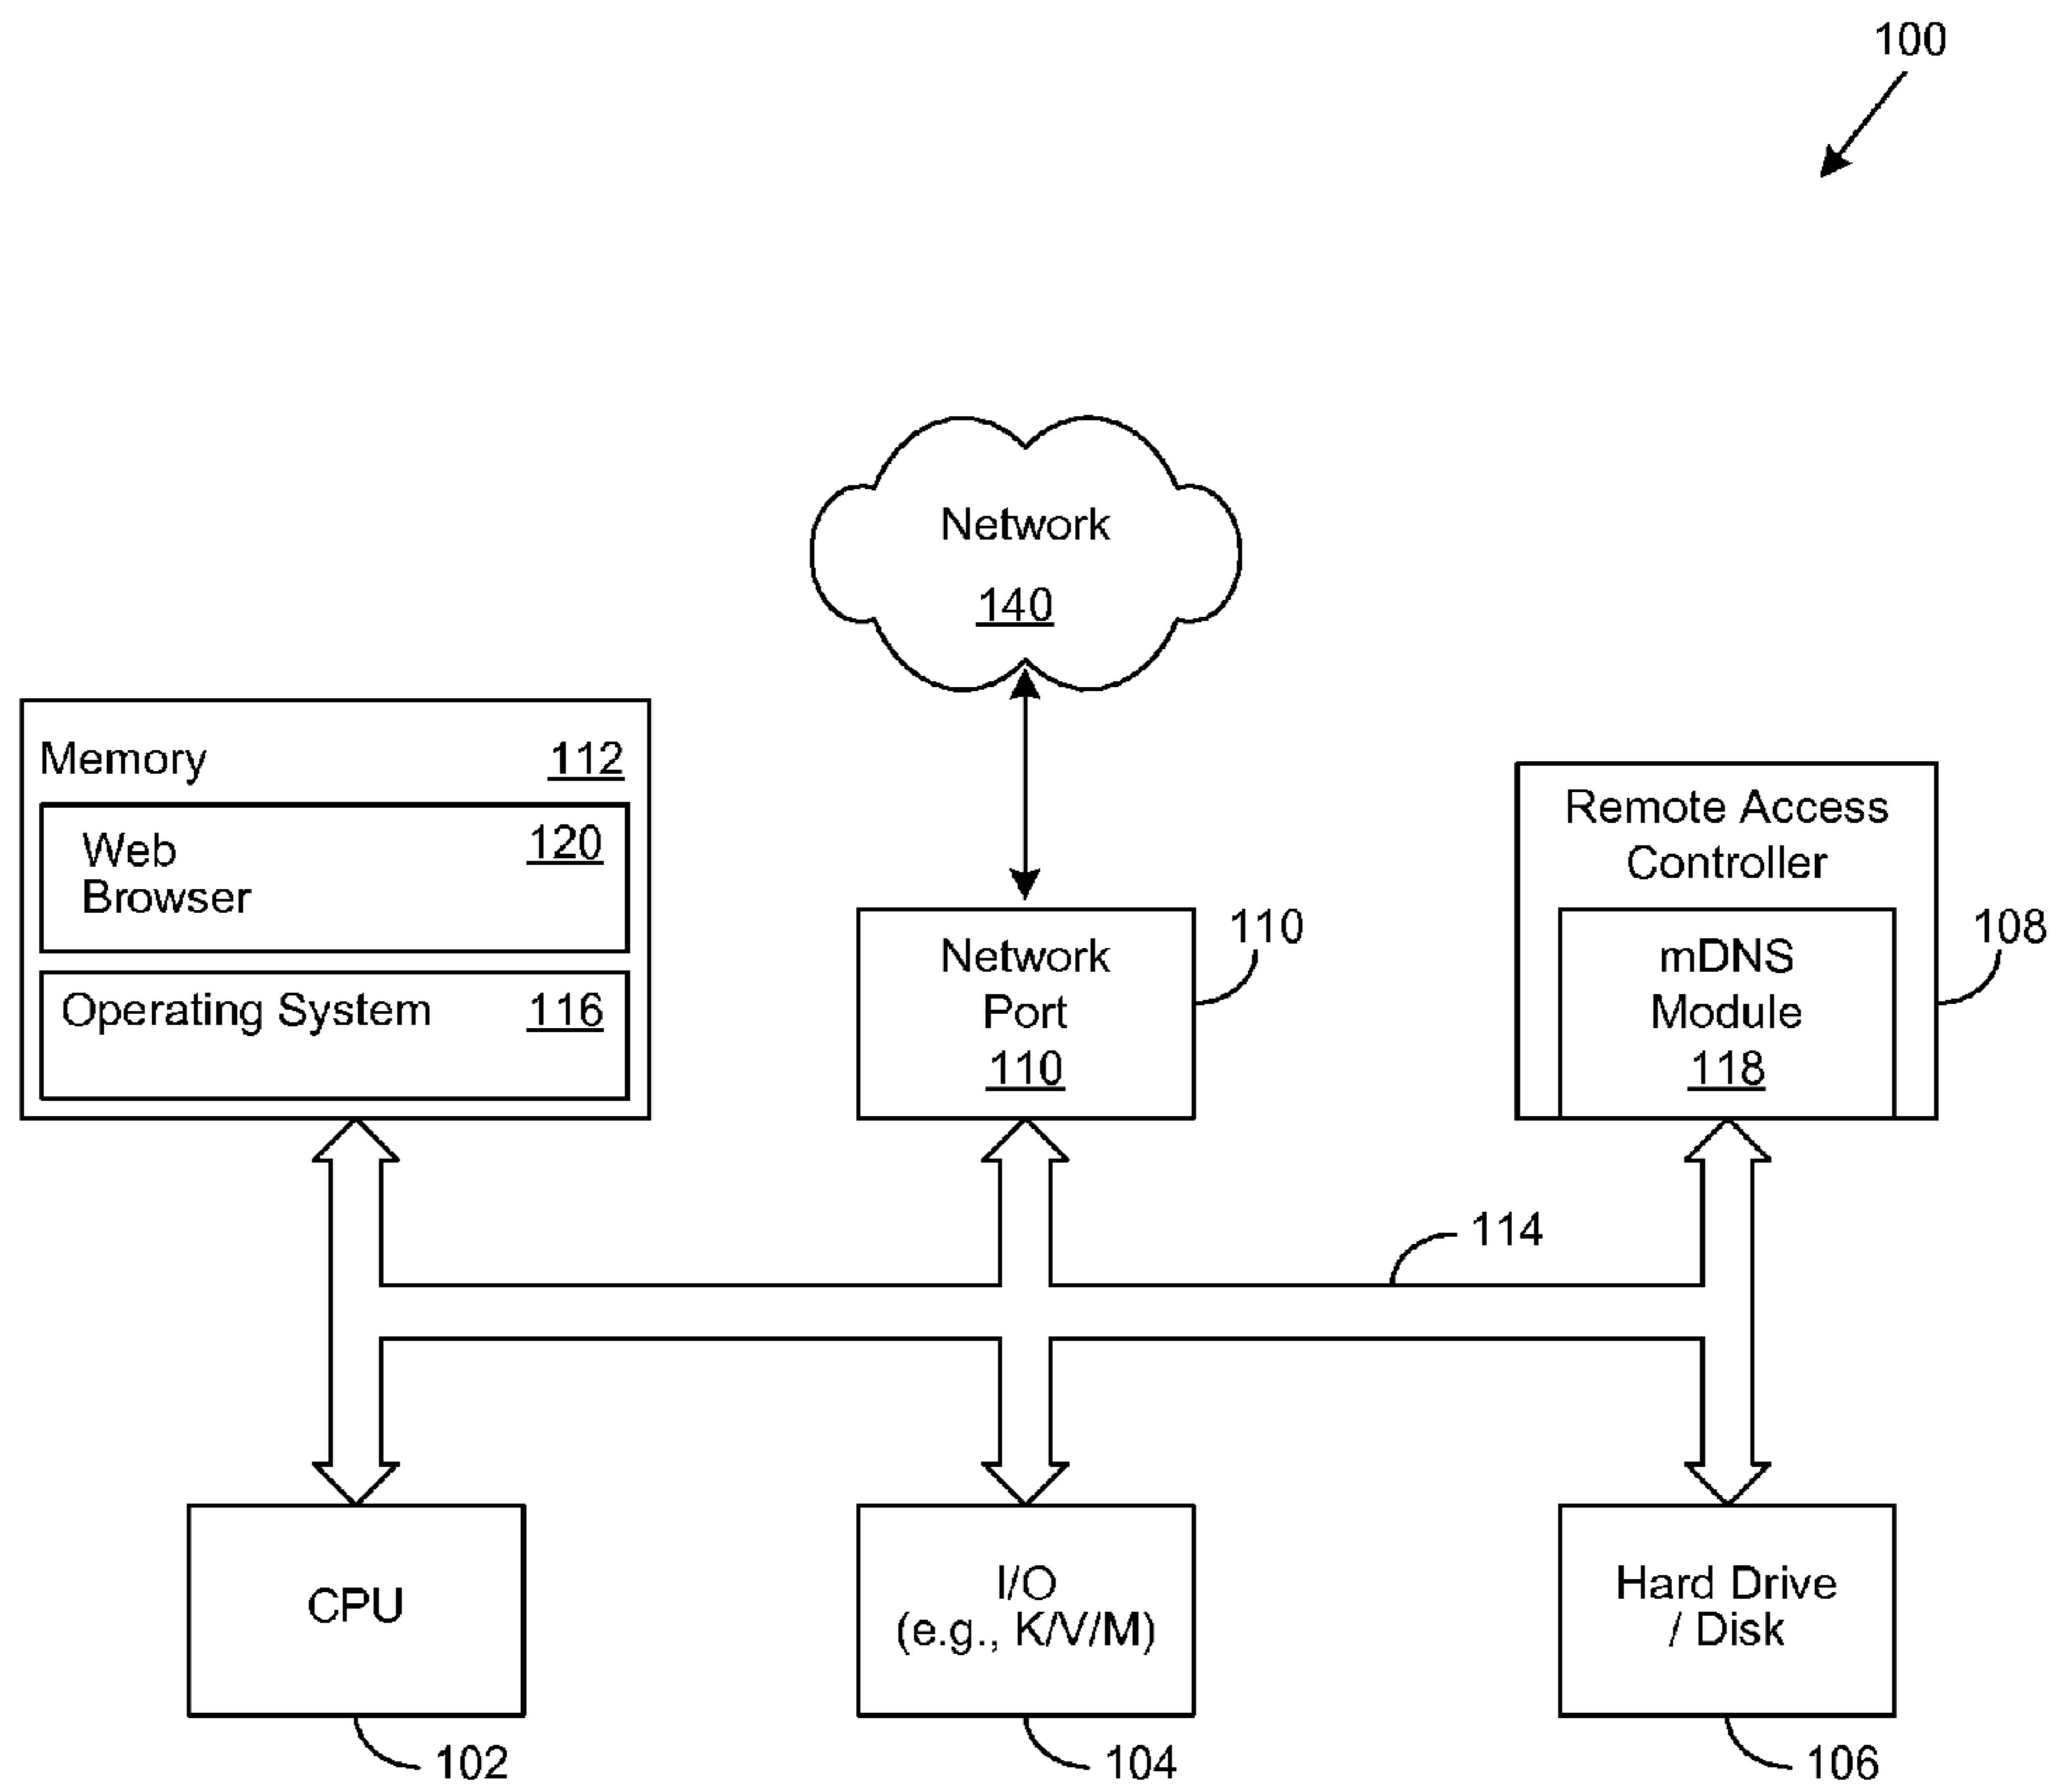 100
Network
140
Memory 112
Web Browser 120
Operating System 116
Network
Port
110
110
Remote Access
Controller
mDNS
Module
118
108
114
CPU
102
I/O
(e.g., K/V/M)
104
Hard Drive
/ Disk
106